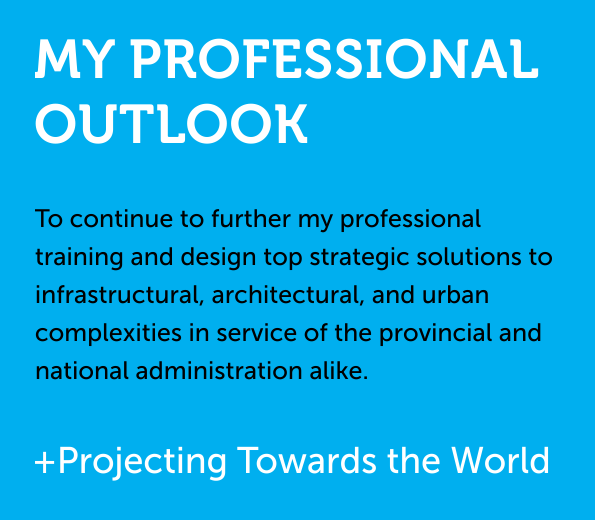 MY PROFESSIONAL
OUTLOOK
To continue to further my professional
training and design top strategic solutions to
infrastructural, architectural, and urban
complexities in service of the provincial and
national administration alike.
+Projecting Towards the World